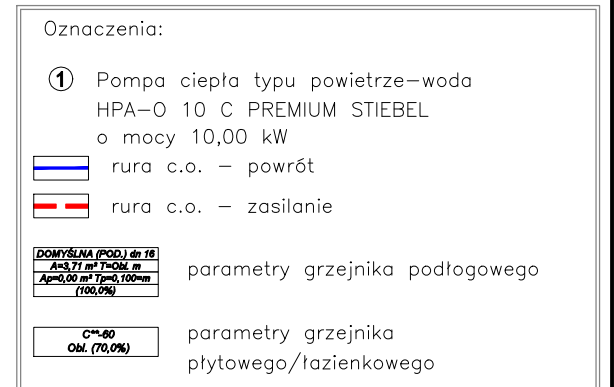 Oznaczenia:
1 Pompa ciepła typu powietrze-woda
HPA-O 10 C PREMIUM STIEBEL
o mocy 10,00 kW
rura c.o. - powrót
rura c.o. - zasilanie
DOMYŚLNA (POD.) dn 16
A=3,71 m² T=Obl. m
Ap=0,00 m² Tp=0,100=m
(100,0%)
parametry grzejnika podłogowego
C**-60
Obl. (70,0%)
parametry grzejnika
płytowego/łazienkowego